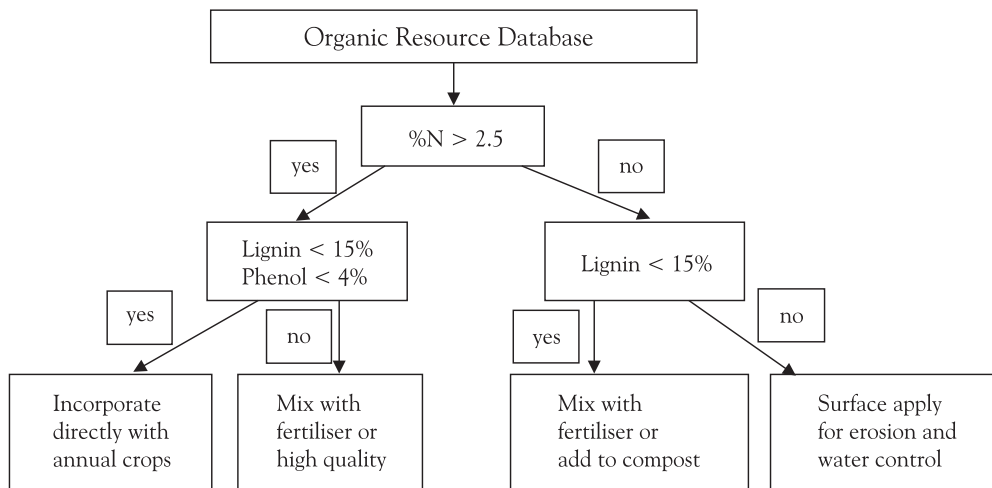 Organic Resource Database
%N > 2.5
yes
no
Lignin < 15%
Phenol < 4%
Lignin < 15%
yes
no
yes
no
Incorporate
directly with
annual crops
Mix with
fertiliser or
high quality
Mix with
fertiliser or
add to compost
Surface apply
for erosion and
water control